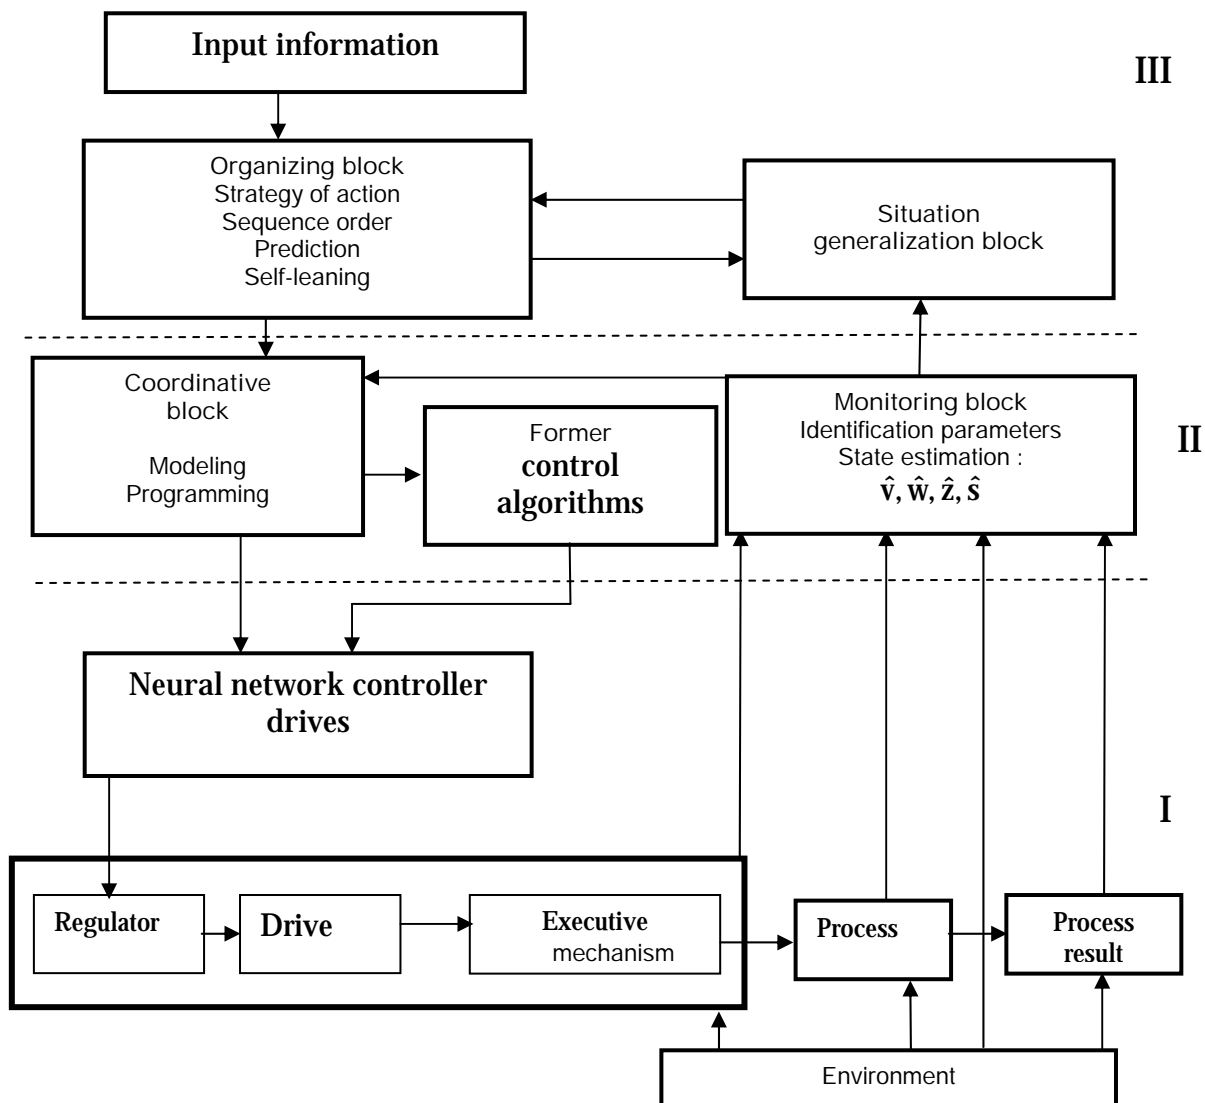 Input information
III
Organizing block
Strategy of action
Sequence order
Prediction
Self-leaning
Situation
generalization block
Coordinative
block
Modeling
Programming
Former
control
algorithms
Monitoring block
Identification parameters
State estimation :
v̂, ŵ, ẑ, ŝ
II
Neural network controller
drives
I
Regulator
Drive
Executive
mechanism
Process
Process
result
Environment